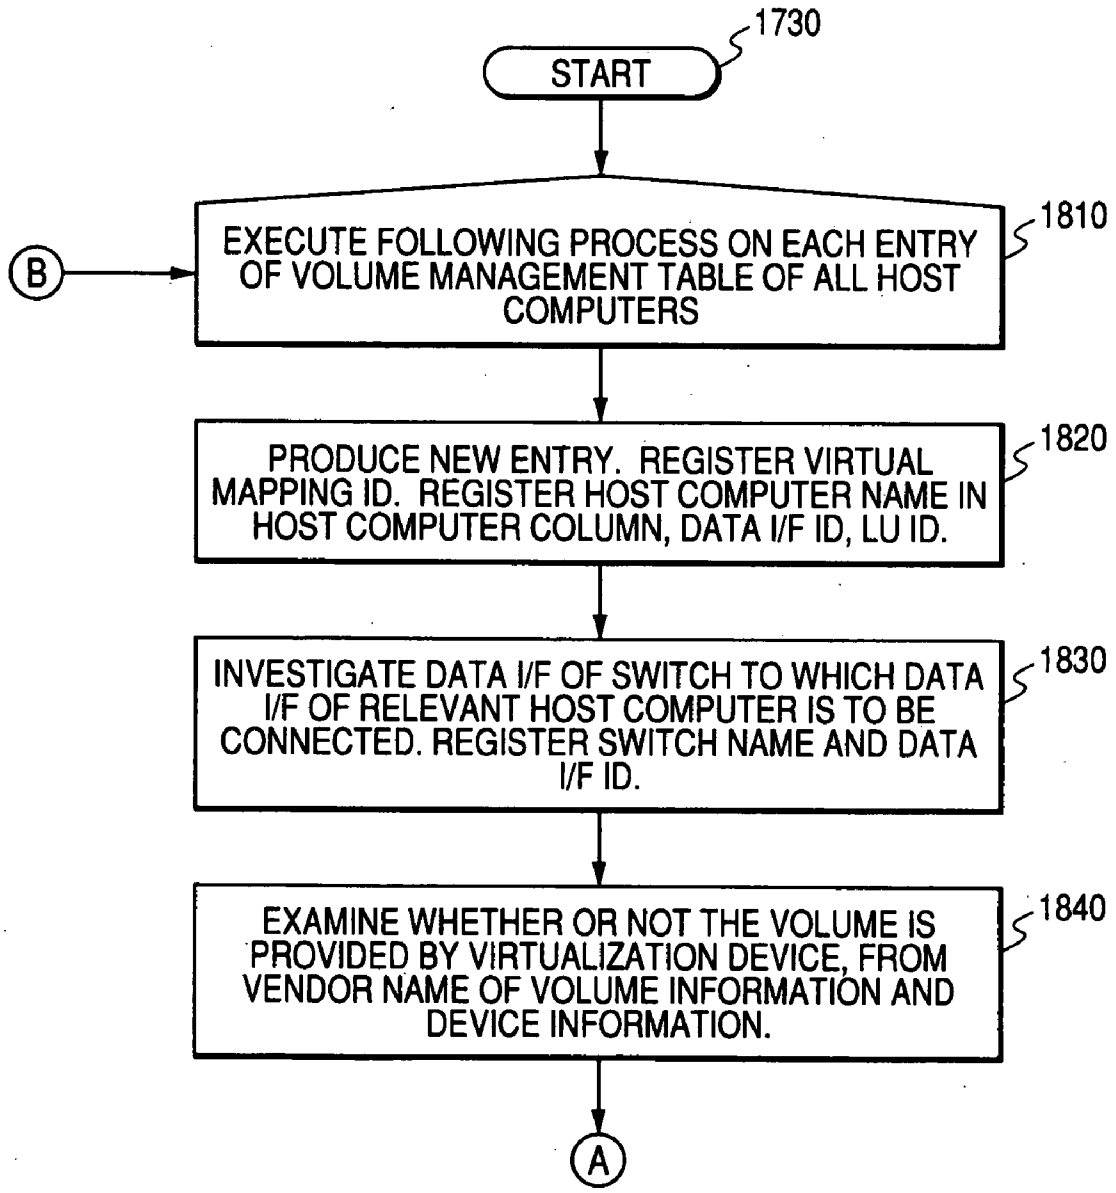 1730
START
1810
EXECUTE FOLLOWING PROCESS ON EACH ENTRY
OF VOLUME MANAGEMENT TABLE OF ALL HOST
COMPUTERS
B
1820
PRODUCE NEW ENTRY. REGISTER VIRTUAL
MAPPING ID. REGISTER HOST COMPUTER NAME IN
HOST COMPUTER COLUMN, DATA I/F ID, LU ID.
1830
INVESTIGATE DATA I/F OF SWITCH TO WHICH DATA
I/F OF RELEVANT HOST COMPUTER IS TO BE
CONNECTED. REGISTER SWITCH NAME AND DATA
I/F ID.
1840
EXAMINE WHETHER OR NOT THE VOLUME IS
PROVIDED BY VIRTUALIZATION DEVICE, FROM
VENDOR NAME OF VOLUME INFORMATION AND
DEVICE INFORMATION.
A